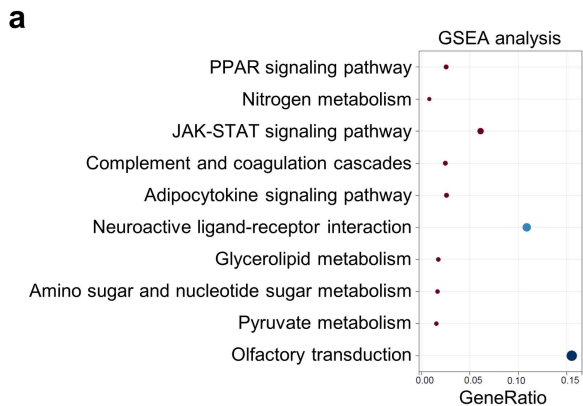 a
GSEA analysis
PPAR signaling pathway
Nitrogen metabolism
JAK-STAT signaling pathway
Complement and coagulation cascades
Adipocytokine signaling pathway
Neuroactive ligand-receptor interaction
Glycerolipid metabolism
Amino sugar and nucleotide sugar metabolism
Pyruvate metabolism
Olfactory transduction
0.00 0.05 0.10 0.15
GeneRatio